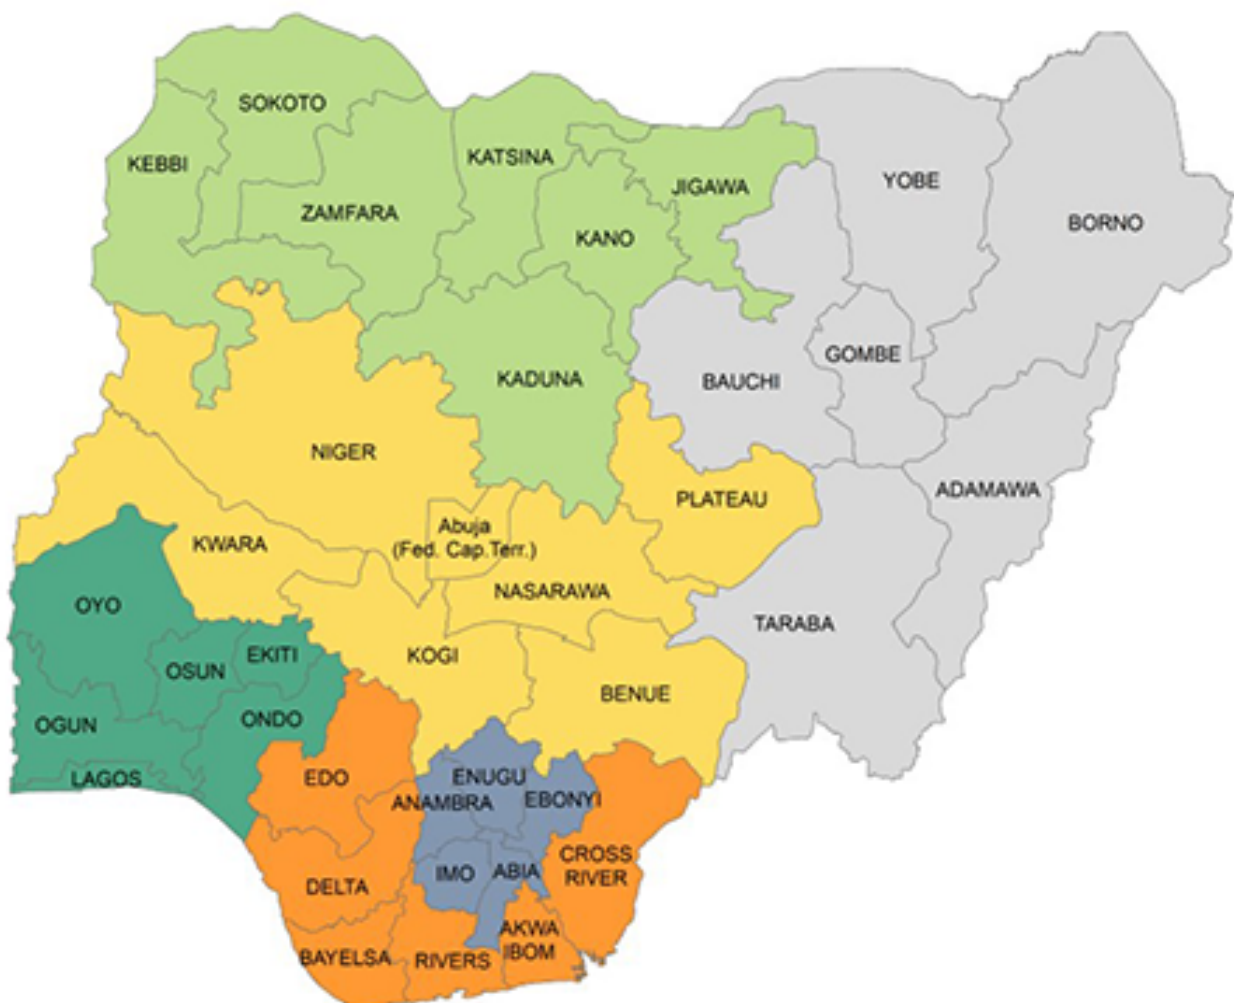 SOKOTO
KEBBI
KATSINA
ZAMFARA
JIGAWA
KANO
YOBE
BORNO
KADUNA
BAUCHI
GOMBE
NIGER
PLATEAU
ADAMAWA
KWARA
Abuja
(Fed. Cap.Terr.)
NASARAWA
OYO
TARABA
OSUN
EKITI
KOGI
BENUE
OGUN
ONDO
LAGOS
EDO
ENUGU
ANAMBRA
EBONYI
IMO
ABIA
CROSS
RIVER
DELTA
AKWA
IBOM
BAYELSA
RIVERS